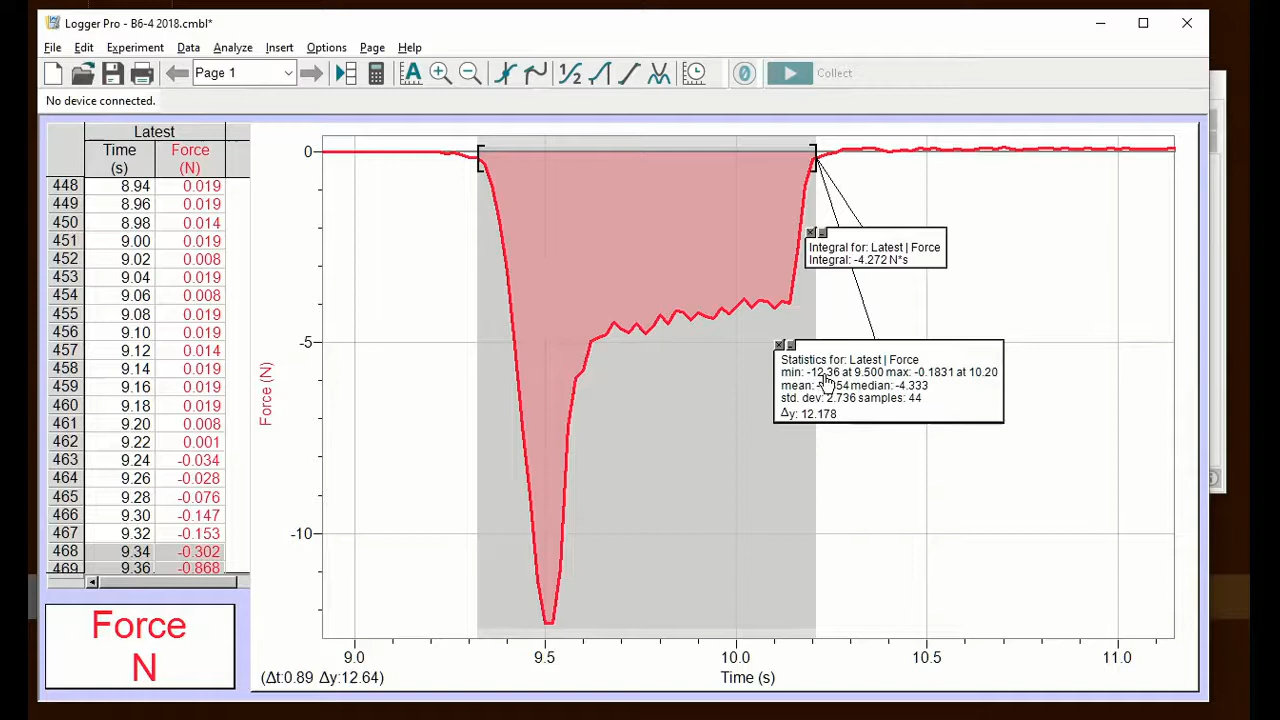 Logger Pro - B6-4 2018.cmbl*
File Edit Experiment Data Analyze Insert Options Page Help
Page 1
Collect
No device connected.
Latest
Time Force
(s) (N)
448 8.94 0.019
449 8.96 0.019
450 8.98 0.014
451 9.00 0.019
452 9.02 0.008
453 9.04 0.019
454 9.06 0.008
455 9.08 0.019
456 9.10 0.019
457 9.12 0.014
458 9.14 0.019
459 9.16 0.019
460 9.18 0.019
461 9.20 0.008
462 9.22 0.001
463 9.24 -0.034
464 9.26 -0.028
465 9.28 -0.076
466 9.30 -0.147
467 9.32 -0.153
468 9.34 -0.302
469 9.36 -0.868
Force
N
0
-5
-10
Force (N)
Integral for: Latest | Force
Integral: -4.272 N*s
Statistics for: Latest | Force
min: -12.36 at 9.500 max: -0.1831 at 10.20
mean: median: -4.333
std. dev: 2.736 samples: 44
Δy: 12.178
9.0 9.5 10.0 10.5 11.0
(Δt:0.89 Δy:12.64)
Time (s)